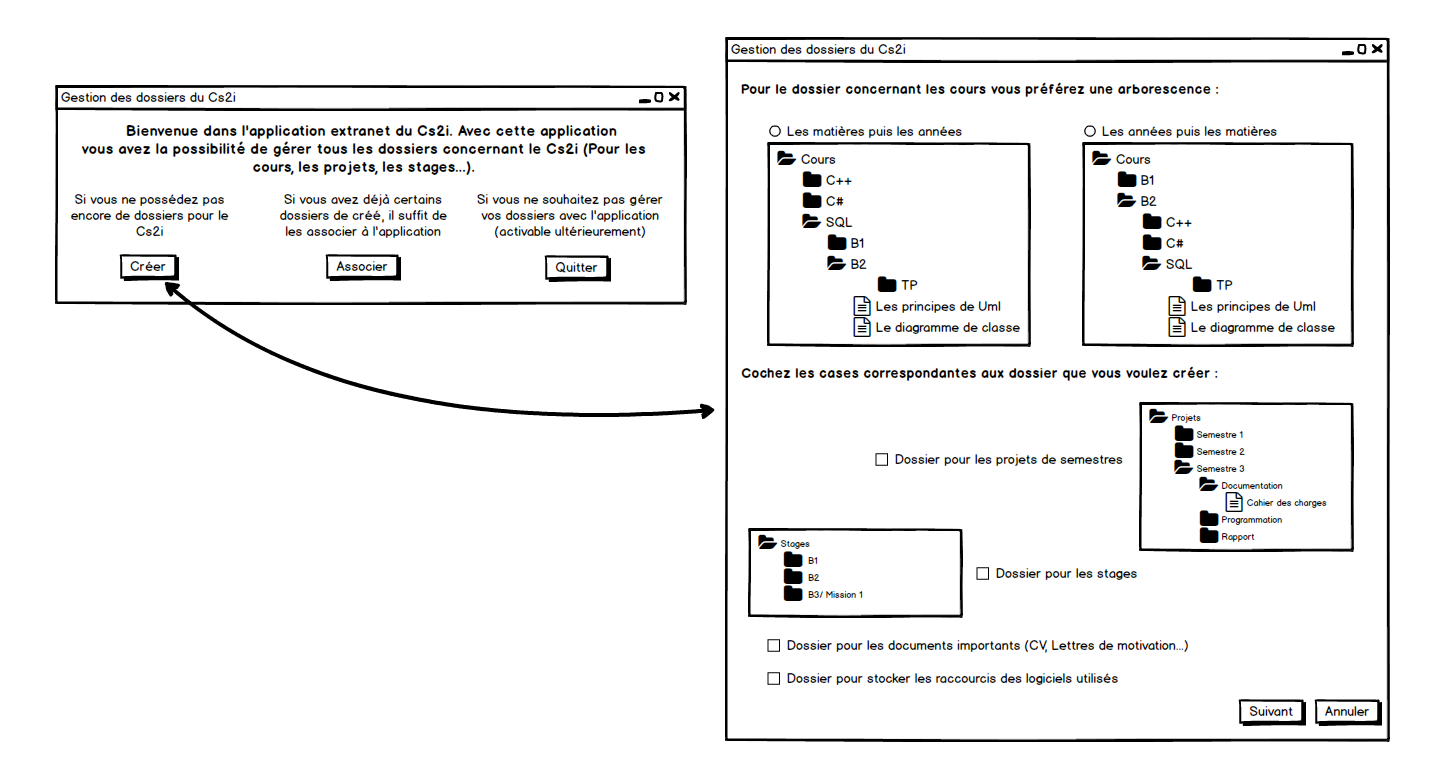 Gestion des dossiers du Cs2i
Bienvenue dans l'application extranet du Cs2i. Avec cette application
vous avez la possibilité de gérer tous les dossiers concernant le Cs2i (Pour les
cours, les projets, les stages...).
Si vous ne possédez pas
encore de dossiers pour le
Cs2i
Créer
Si vous avez déjà certains
dossiers de créé, il suffit de
les associer à l'application
Associer
Si vous ne souhaitez pas gérer
vos dossiers avec l'application
(activable ultérieurement)
Quitter
Gestion des dossiers du Cs2i
Pour le dossier concernant les cours vous préférez une arborescence :
Les matières puis les années
Cours
C++
C#
SQL
B1
B2
TP
Les principes de Uml
Le diagramme de classe
Les années puis les matières
Cours
B1
B2
C++
C#
SQL
TP
Les principes de Uml
Le diagramme de classe
Cochez les cases correspondantes aux dossier que vous voulez créer :
Dossier pour les projets de semestres
Projets
Semestre 1
Semestre 2
Semestre 3
Documentation
Cahier des charges
Programmation
Rapport
Stages
B1
B2
B3/ Mission 1
Dossier pour les stages
Dossier pour les documents importants (CV, Lettres de motivation...)
Dossier pour stocker les raccourcis des logiciels utilisés
Suivant
Annuler